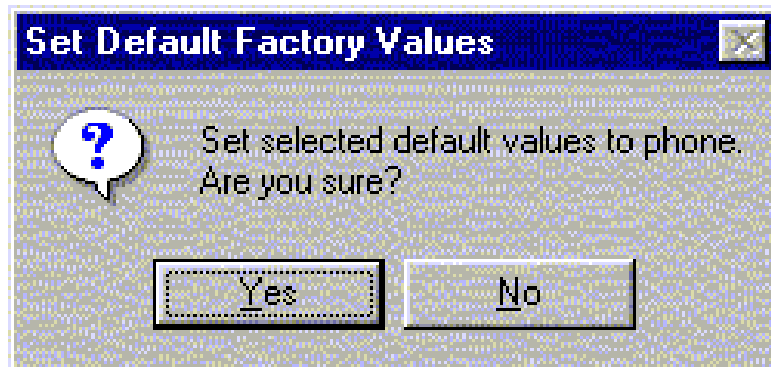 Set Default Factory Values
Set selected default values to phone.
Are you sure?
Yes
No